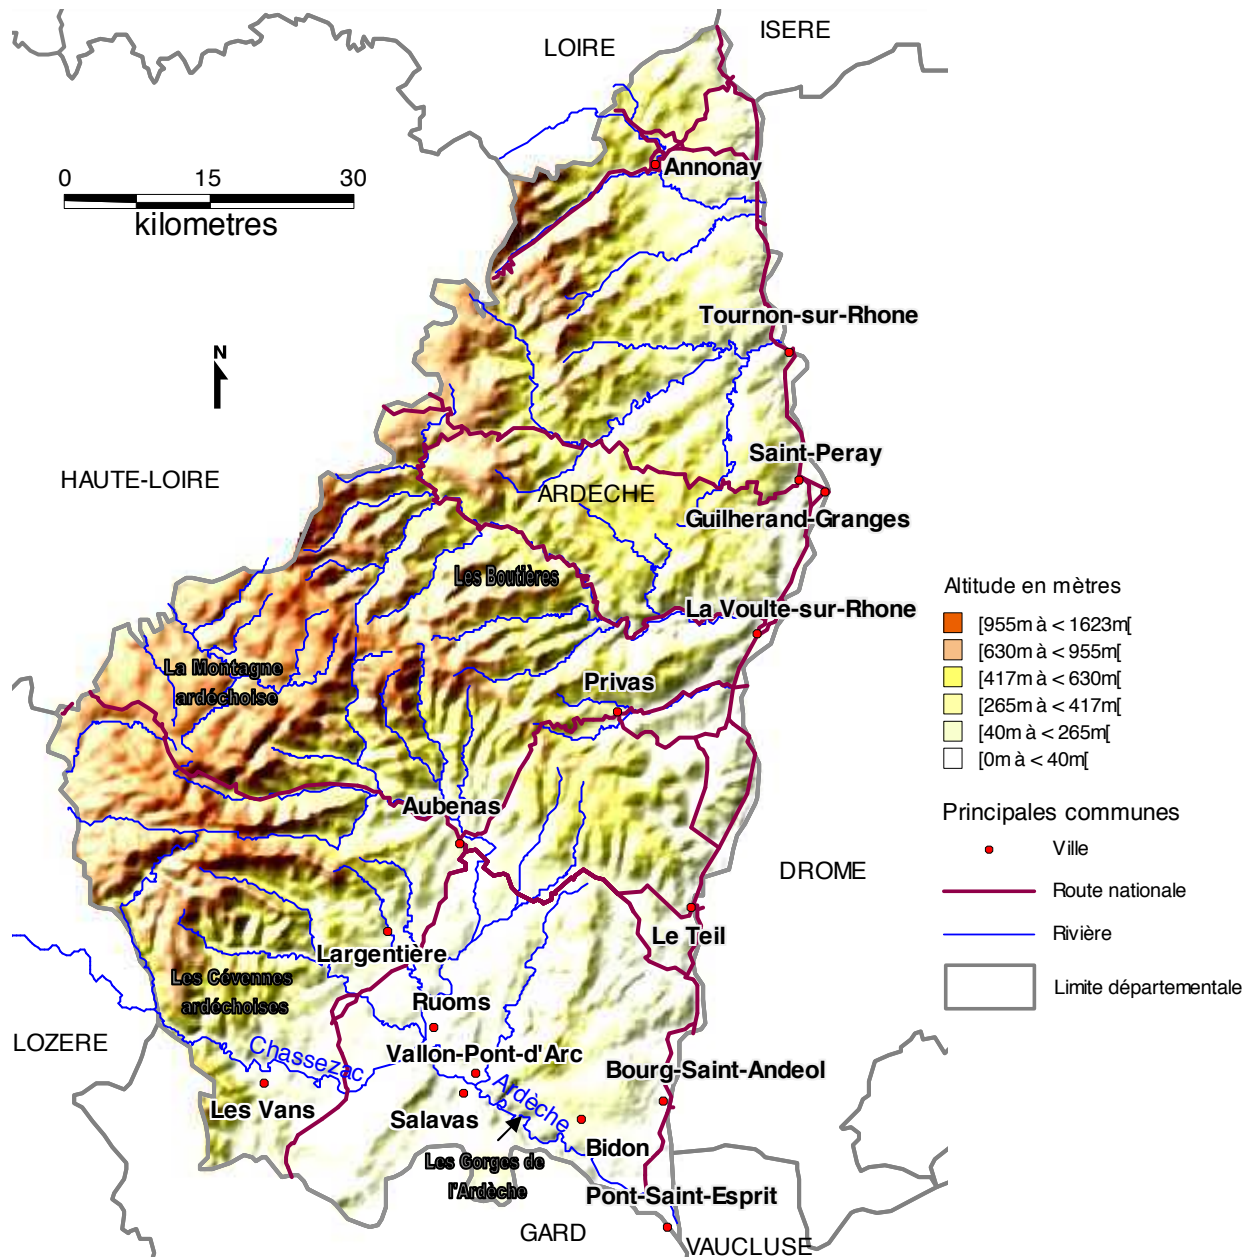 ISERE
LOIRE
Annonay
0 15 30
kilometres
Tournon-sur-Rhone
N
Saint-Peray
HAUTE-LOIRE
ARDECHE
Guilherand-Granges
Les Boutières
La Voulte-sur-Rhone
La Montagne
ardéchoise
Privas
Aubenas
DROME
Largentière
Le Teil
Les Cévennes
ardéchoises
Ruoms
LOZERE
Chassezac
Vallon-Pont-d'Arc
Bourg-Saint-Andeol
Ardèche
Les Vans
Salavas
Bidon
Les Gorges de
l'Ardèche
Pont-Saint-Esprit
GARD
VAUCLUSE
Altitude en mètres
[955m à < 1623m[
[630m à < 955m[
[417m à < 630m[
[265m à < 417m[
[40m à < 265m[
[0m à < 40m[
Principales communes
Ville
Route nationale
Rivière
Limite départementale